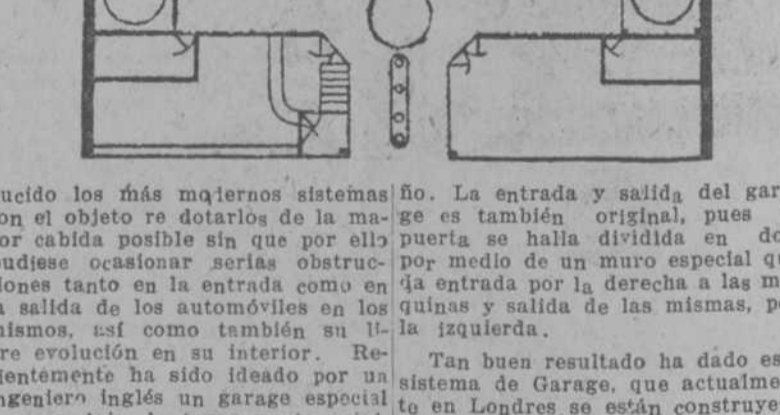 ucido los más moiernos sistemas
on el objeto re dotarlos de la ma-
or cabida posible sin que por ello
udiese ocasionar serias obstruc-
iones tanto en la entrada como en
a salida de los automóviles en los
nismos, así como también su li-
re evolución en su interior. Re-
ientemente ha sido ideado por un
ngeniero inglés un garage especial
ño. La entrada y salida del gar
ge es también original, pues
puerta se halla dividida en do
por medio de un muro especial qu
da entrada por la derecha a las m
quinas y salida de las mismas, p
la izquierda.
Tan buen resultado ha dado es
sistema de Garage, que actualme
te en Londres se están construye